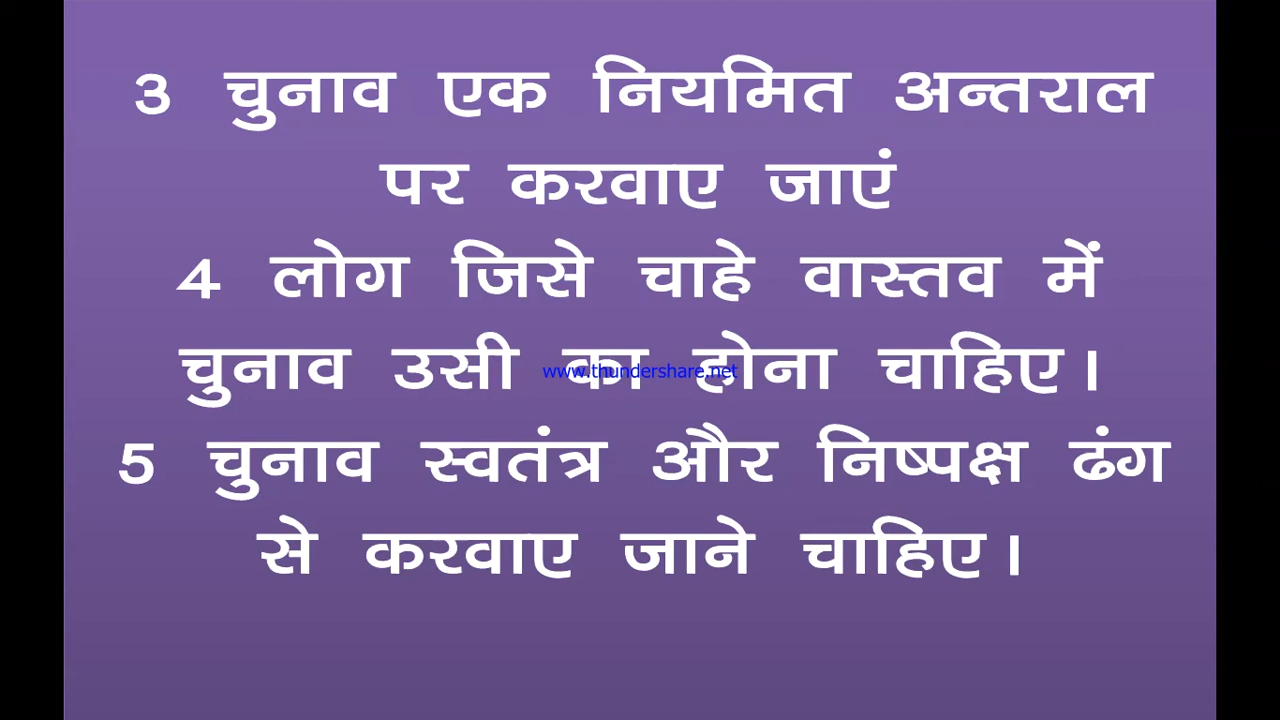 3 चुनाव एक नियमित अन्तराल
पर करवाए जाएं
4 लोग जिसे चाहे वास्तव में
चुनाव उसी का होना चाहिए।
www.thundershare.net
5 चुनाव स्वतंत्र और निष्पक्ष ढंग
से करवाए जाने चाहिए।